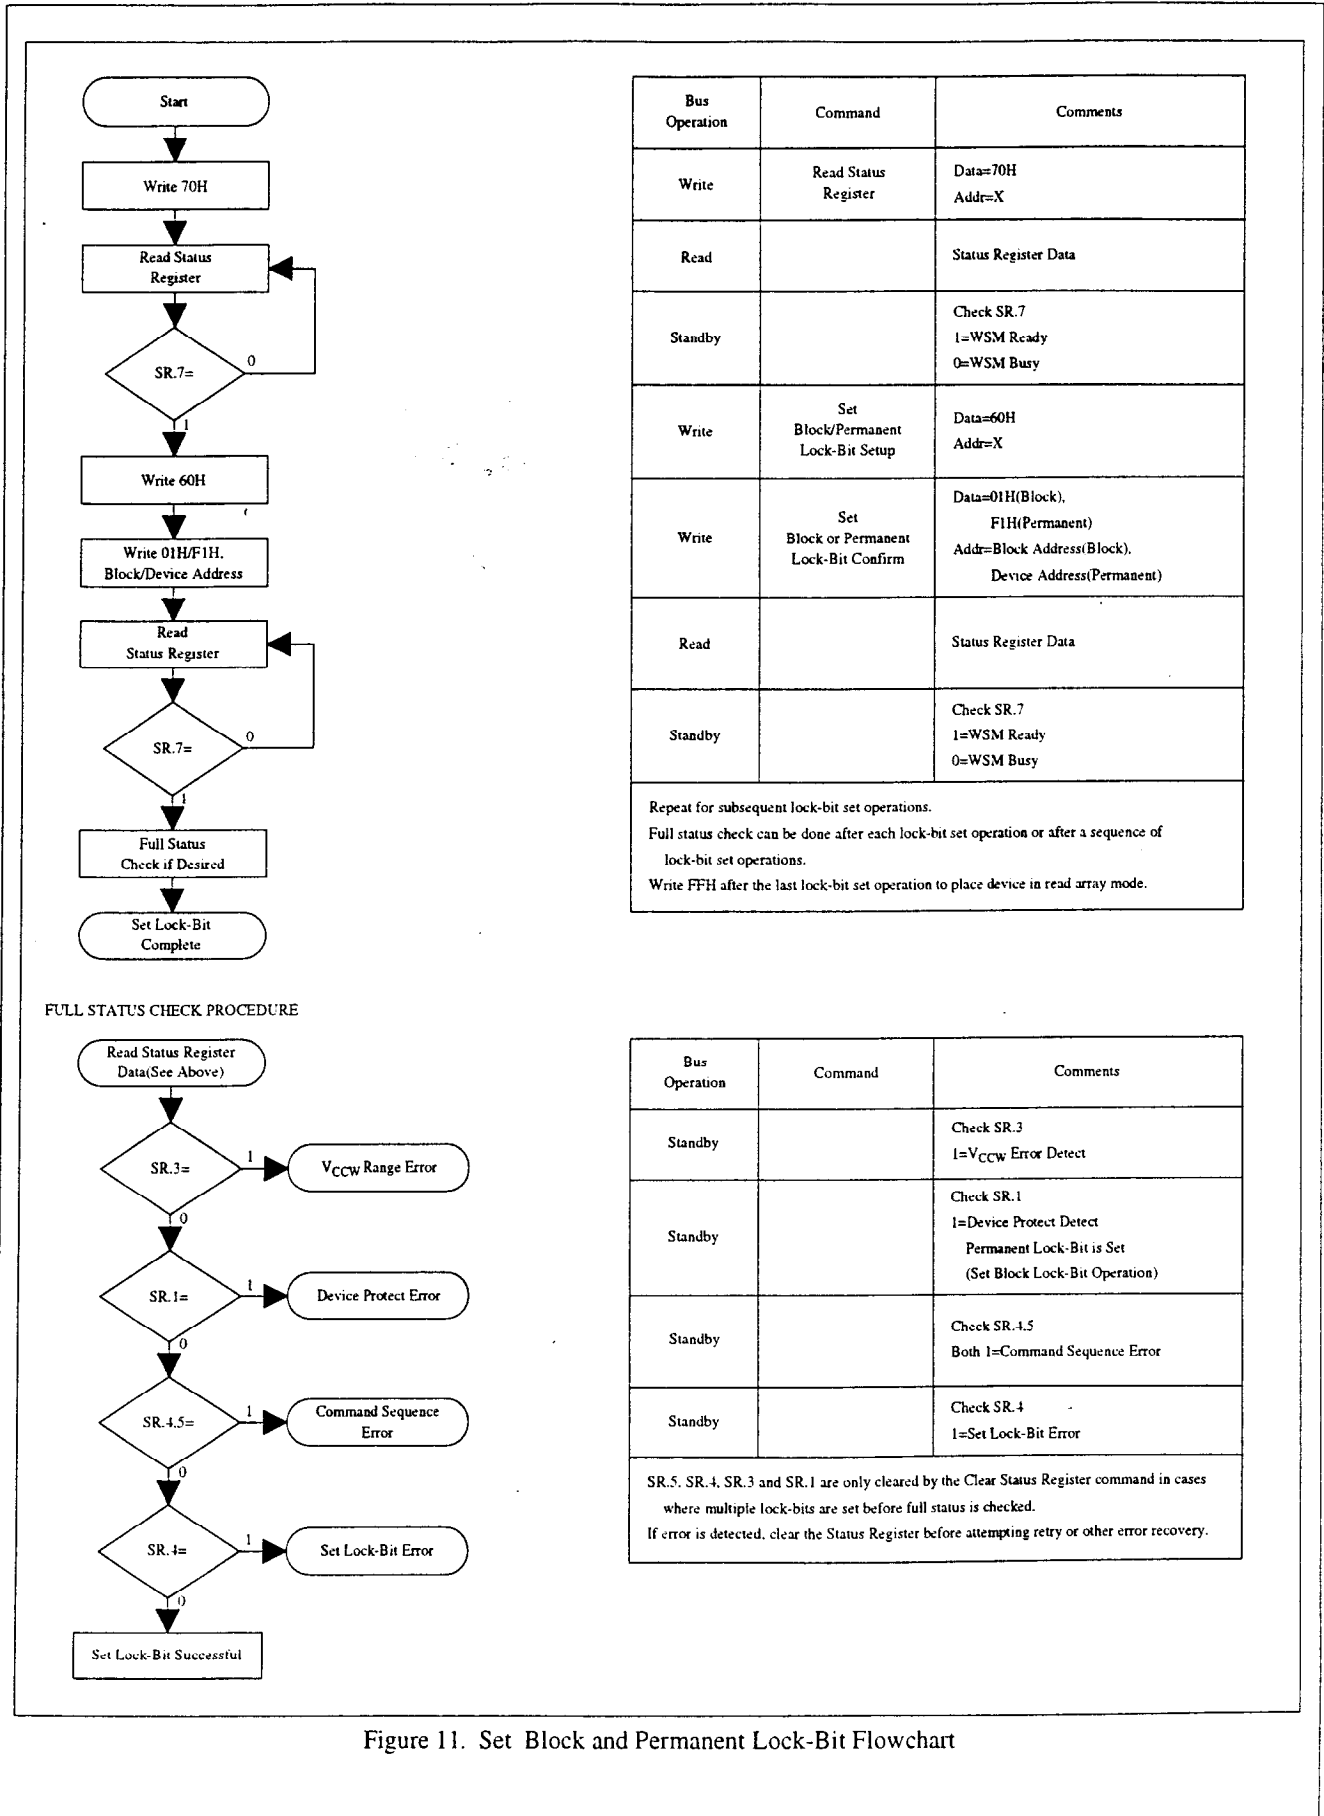 Start
Write 70H
Read Status
Register
SR.7=
0
1
Write 60H
Write 01H/F1H,
Block/Device Address
Read
Status Register
SR.7=
0
1
Full Status
Check if Desired
Set Lock-Bit
Complete
Bus
Operation
Command
Comments
Write
Read Status
Register
Data=70H
Addr=X
Read
Status Register Data
Standby
Check SR.7
1=WSM Ready
0=WSM Busy
Write
Set
Block/Permanent
Lock-Bit Setup
Data=60H
Addr=X
Write
Set
Block or Permanent
Lock-Bit Confirm
Data=01H(Block),
F1H(Permanent)
Addr=Block Address(Block),
Device Address(Permanent)
Read
Status Register Data
Standby
Check SR.7
1=WSM Ready
0=WSM Busy
Repeat for subsequent lock-bit set operations.
Full status check can be done after each lock-bit set operation or after a sequence of
lock-bit set operations.
Write FFH after the last lock-bit set operation to place device in read array mode.
FULL STATUS CHECK PROCEDURE
Read Status Register
Data(See Above)
SR.3=
1
VCCW Range Error
0
SR.1=
1
Device Protect Error
0
SR.4.5=
1
Command Sequence
Error
0
SR.4=
1
Set Lock-Bit Error
0
Set Lock-Bit Successful
Bus
Operation
Command
Comments
Standby
Check SR.3
1=VCCW Error Detect
Standby
Check SR.1
1=Device Protect Detect
Permanent Lock-Bit is Set
(Set Block Lock-Bit Operation)
Standby
Check SR.4.5
Both 1=Command Sequence Error
Standby
Check SR.4
1=Set Lock-Bit Error
SR.5, SR.4, SR.3 and SR.1 are only cleared by the Clear Status Register command in cases
where multiple lock-bits are set before full status is checked.
If error is detected, clear the Status Register before attempting retry or other error recovery.
Figure 11. Set Block and Permanent Lock-Bit Flowchart